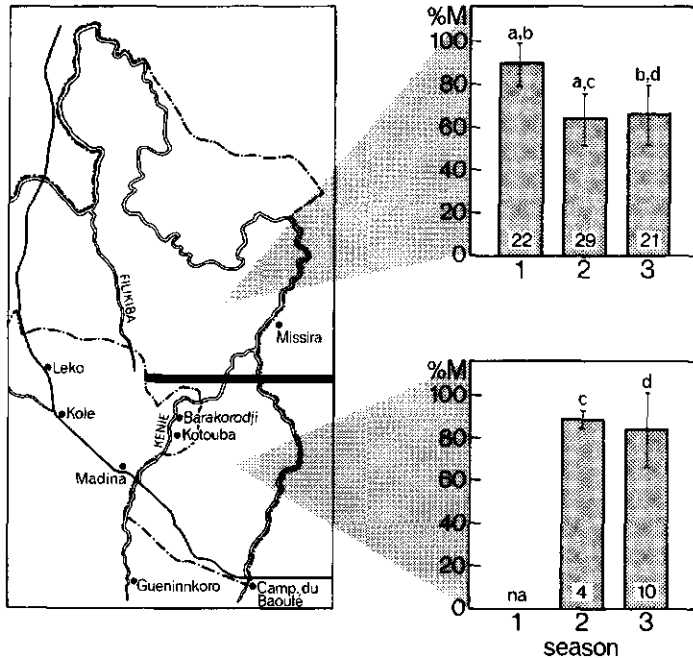 FILIKIBA
Missira
Leko
Kole
KENIE
Barakorodji
Kotouba
Madina
Gueninnkoro
Camp. du
Baoulé
%M
100
80
60
40
20
0
a,b
a,c
b,d
22
29
21
1
2
3
%M
100
80
60
40
20
0
c
d
na
4
10
1
2
3
season